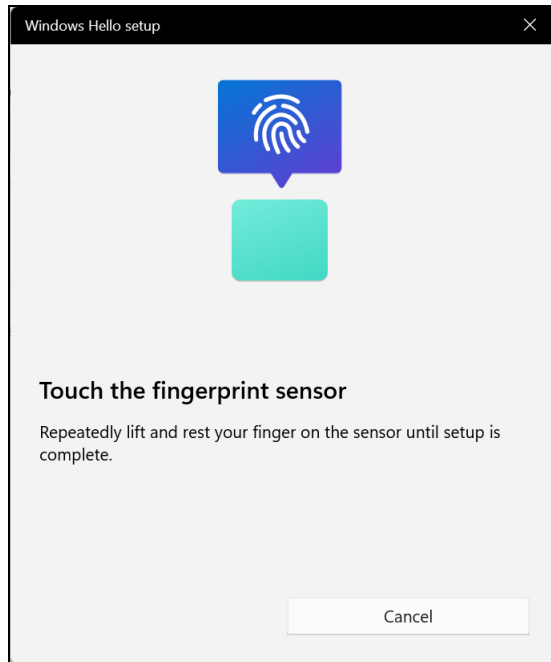 Windows Hello setup
Touch the fingerprint sensor
Repeatedly lift and rest your finger on the sensor until setup is
complete.
Cancel